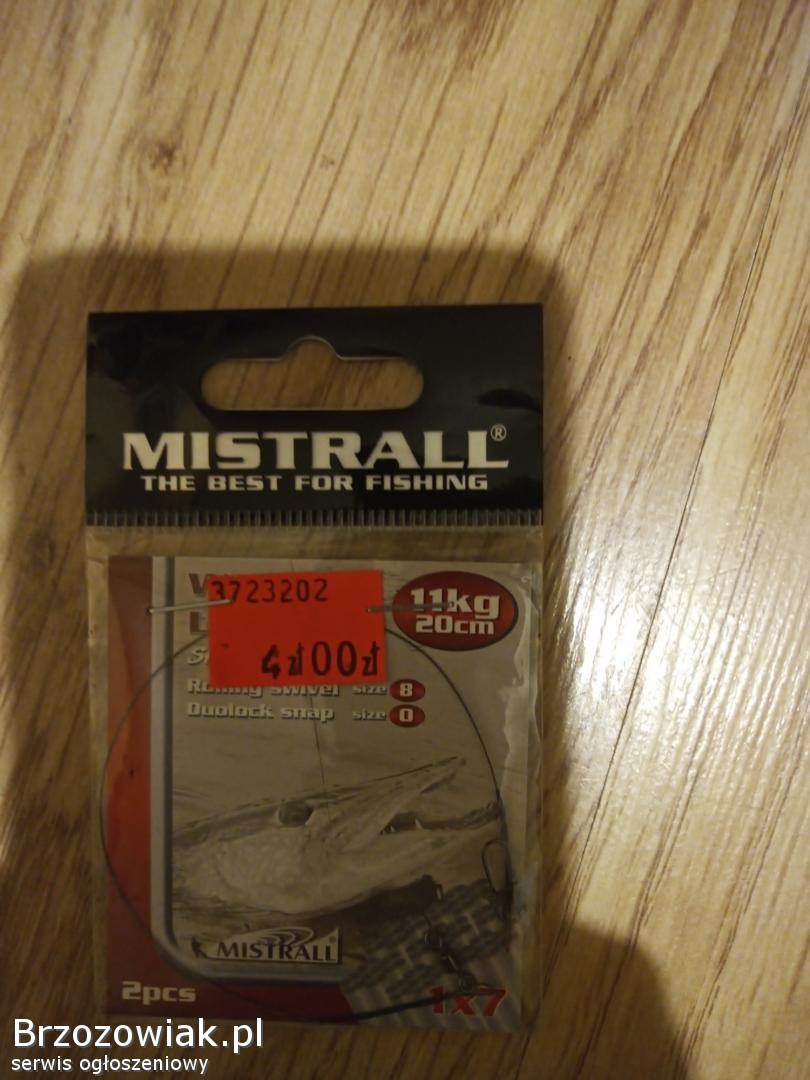 MISTRALL®
THE BEST FOR FISHING
3723202
11kg
20cm
4zł00zł
Rolling swivel size 8
Duolock snap size 0
MISTRALL
2pcs
1x7
Brzozowiak.pl
serwis ogłoszeniowy